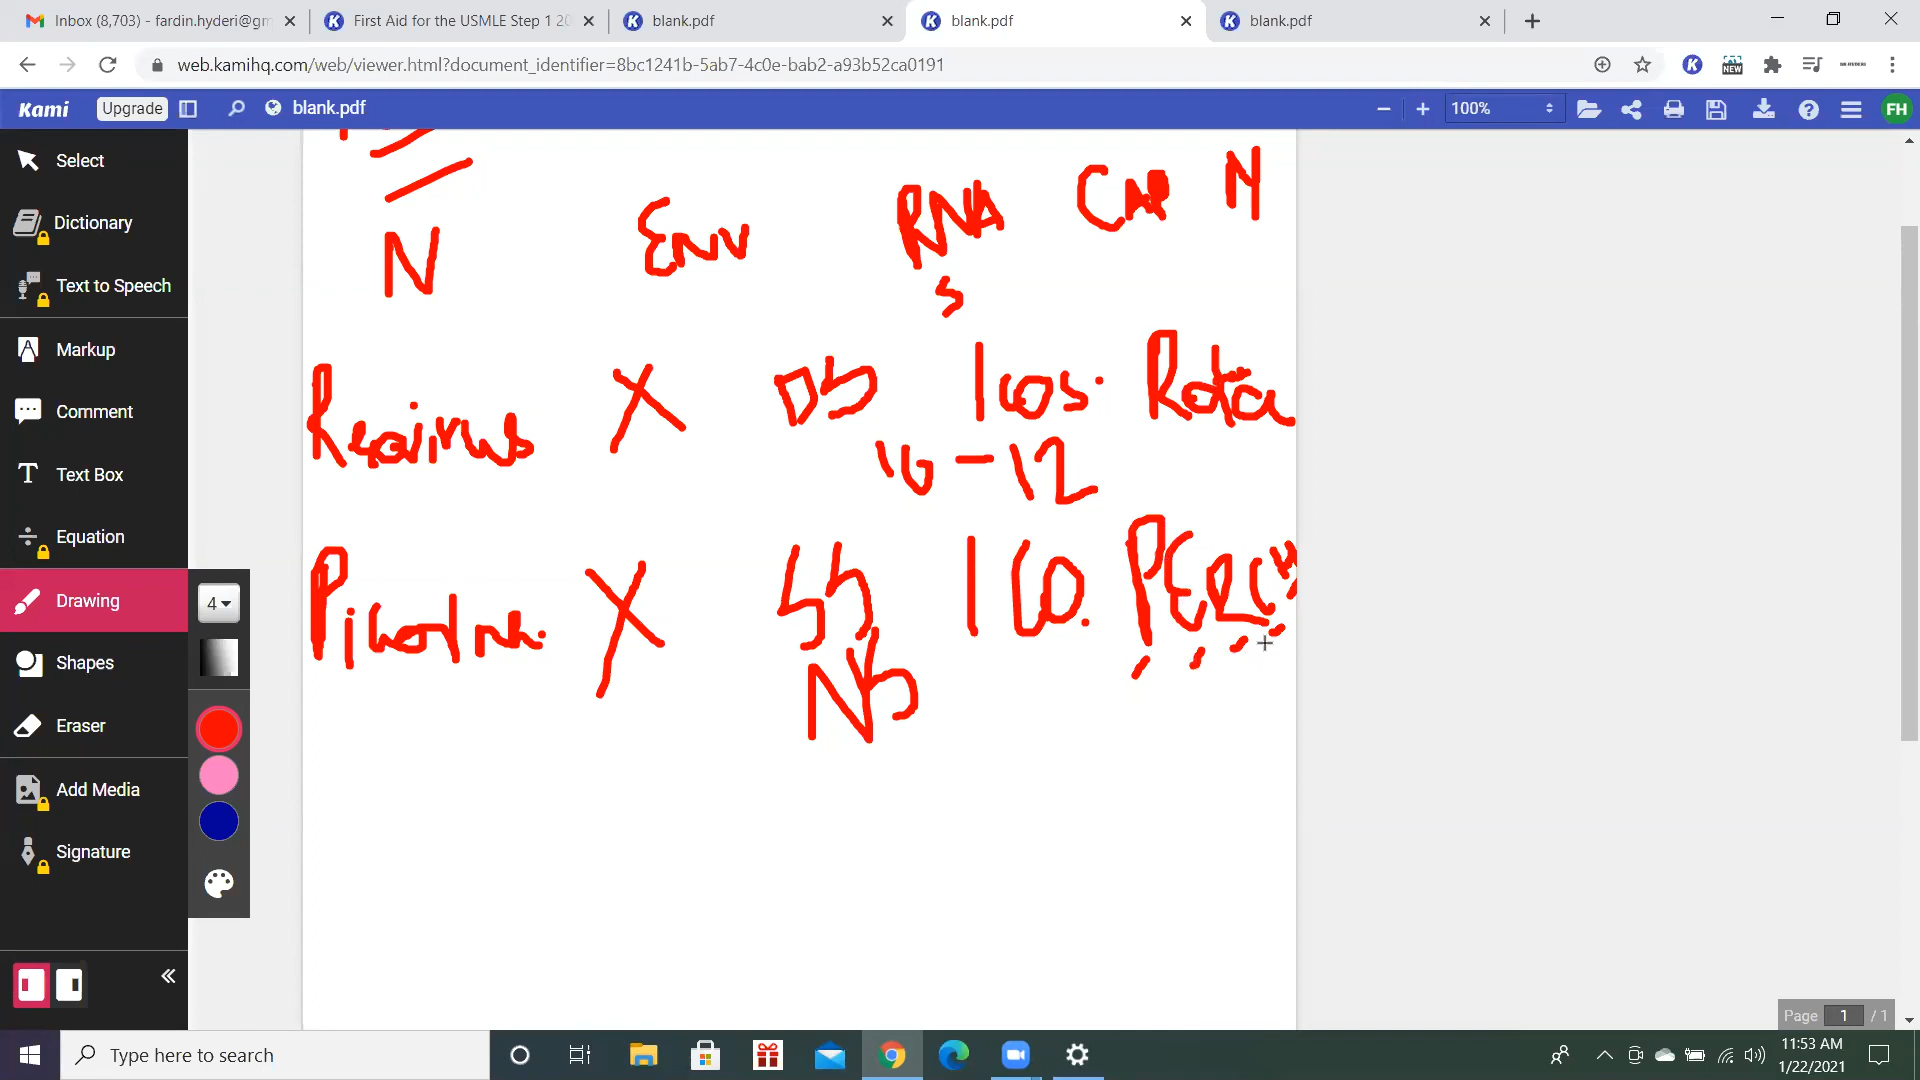 Inbox (8,703) - fardin.hyderi@gm
First Aid for the USMLE Step 1 20
blank.pdf
blank.pdf
blank.pdf
web.kamihq.com/web/viewer.html?document_identifier=8bc1241b-5ab7-4c0e-bab2-a93b52ca0191
NEW
Kami
Upgrade
blank.pdf
100%
FH
Select
Dictionary
Text to Speech
Markup
Comment
Text Box
Equation
Drawing
4
Shapes
Eraser
Add Media
Signature
N Env RNA CAP N
S
X DS Icos. Rota
10-12
X SS ICO. PERCH
NS
Page 1 / 1
Type here to search
11:53 AM
1/22/2021